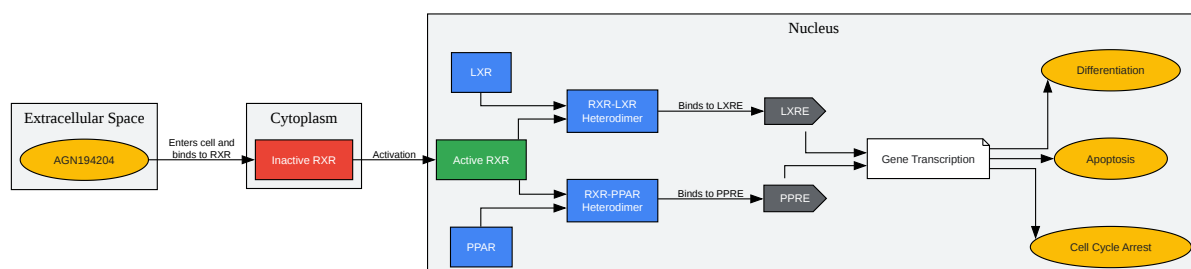 Nucleus
Extracellular Space
AGN194204
Enters cell and
binds to RXR
Cytoplasm
Inactive RXR
Activation
Active RXR
LXR
PPAR
RXR-LXR
Heterodimer
RXR-PPAR
Heterodimer
Binds to LXRE
Binds to PPRE
LXRE
PPRE
Gene Transcription
Differentiation
Apoptosis
Cell Cycle Arrest